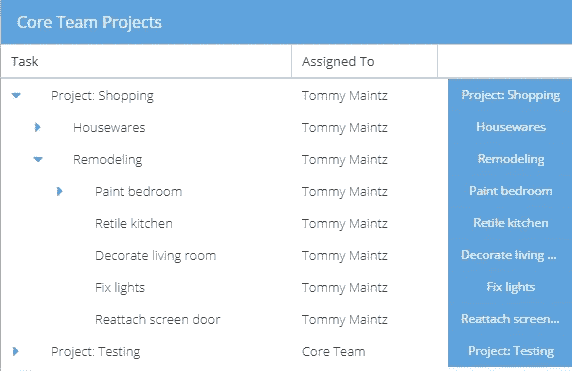 Core Team Projects
Task Assigned To
Project: Shopping Tommy Maintz Project: Shopping
Housewares Tommy Maintz Housewares
Remodeling Tommy Maintz Remodeling
Paint bedroom Tommy Maintz Paint bedroom
Retile kitchen Tommy Maintz Retile kitchen
Decorate living room Tommy Maintz Decorate living ...
Fix lights Tommy Maintz Fix lights
Reattach screen door Tommy Maintz Reattach screen...
Project: Testing Core Team Project: Testing